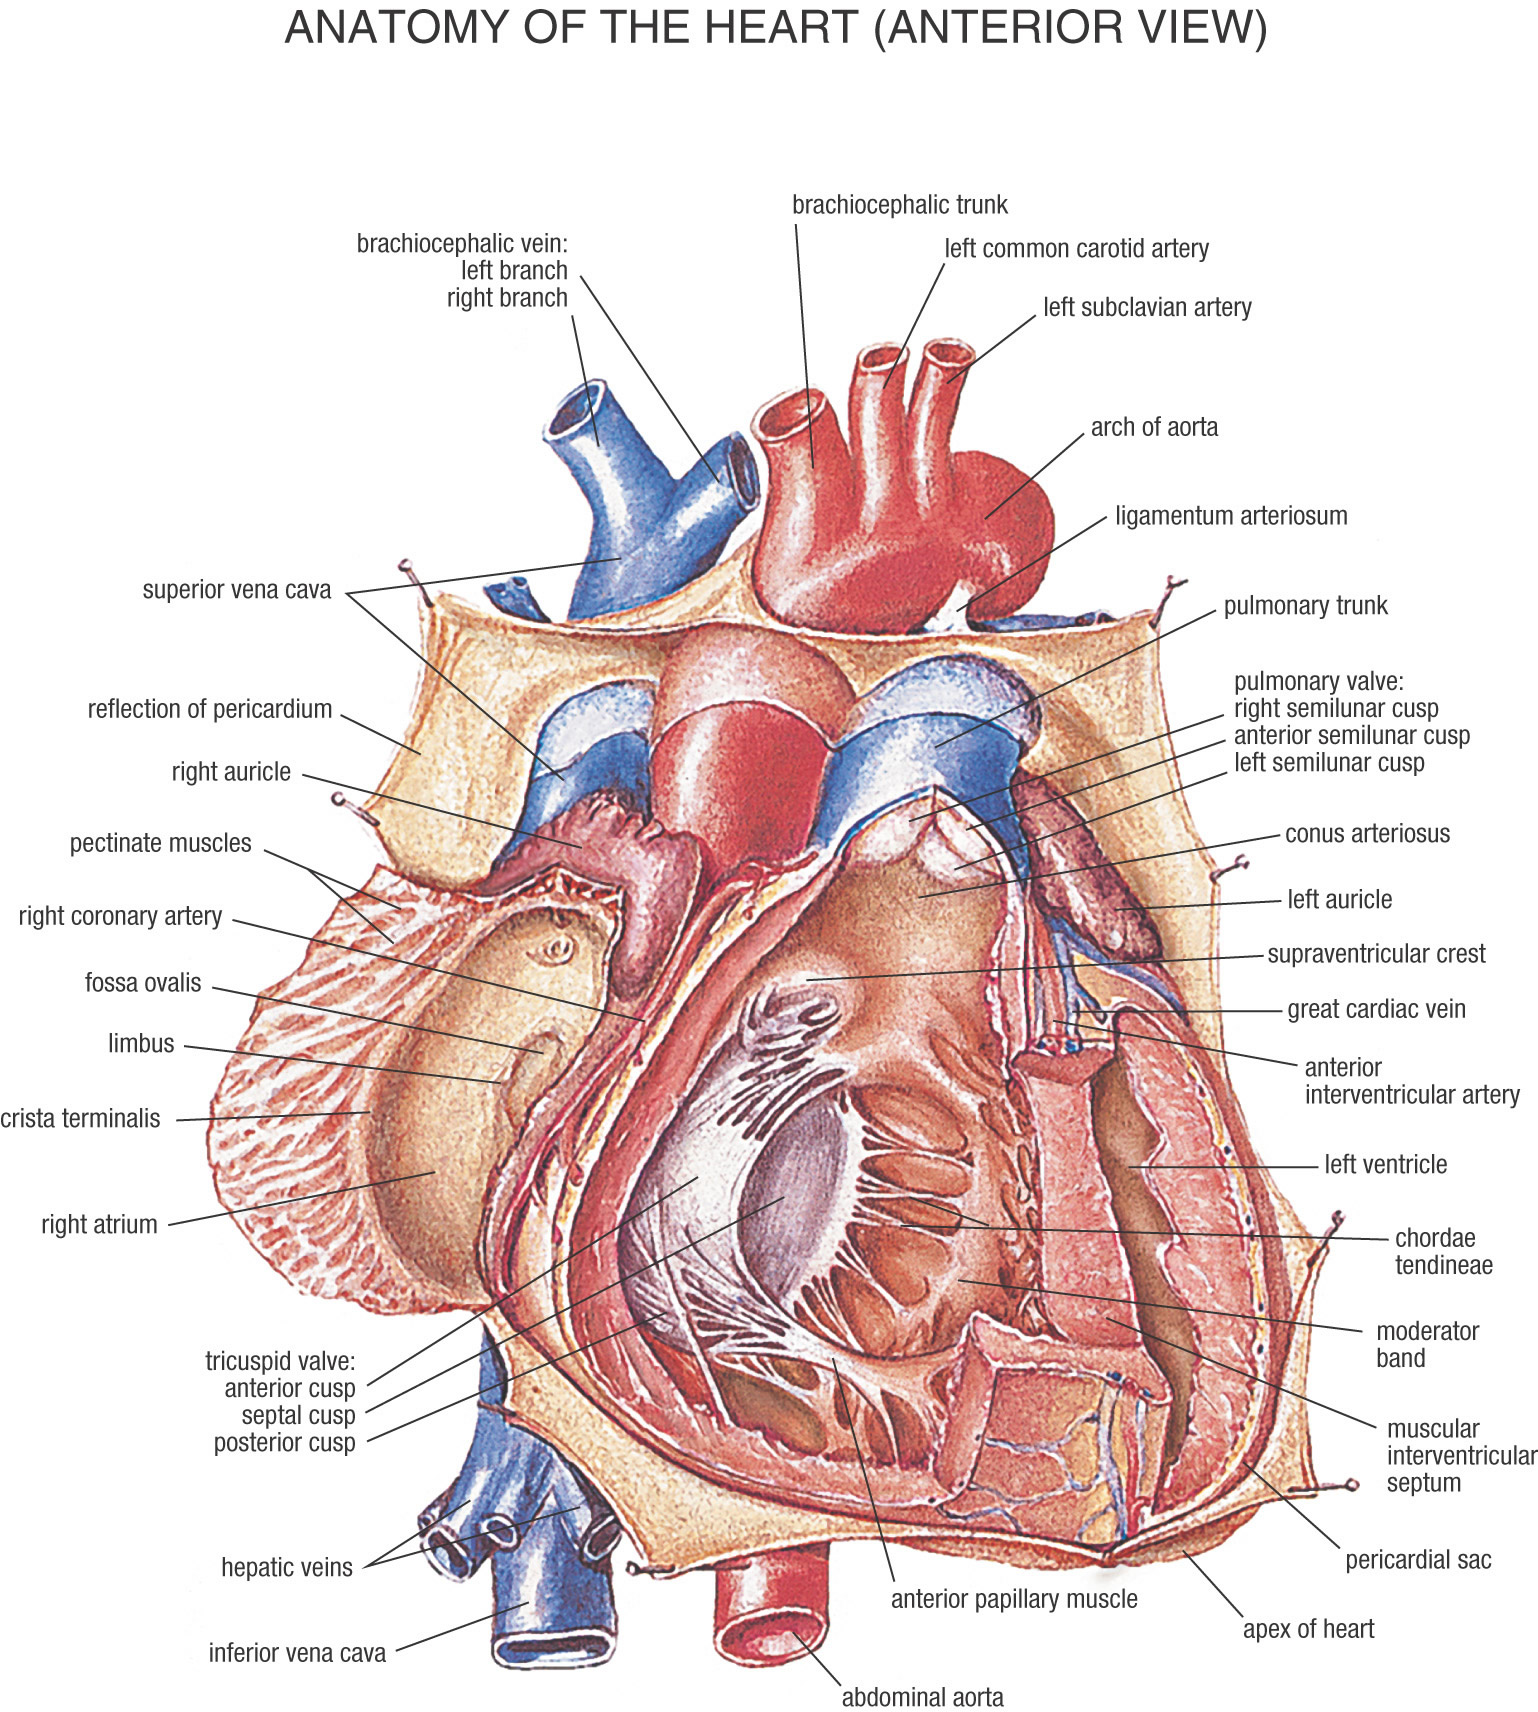 ANATOMY OF THE HEART (ANTERIOR VIEW)
brachiocephalic trunk
brachiocephalic vein:
left branch
right branch
left common carotid artery
left subclavian artery
arch of aorta
ligamentum arteriosum
superior vena cava
pulmonary trunk
reflection of pericardium
pulmonary valve:
right semilunar cusp
anterior semilunar cusp
left semilunar cusp
right auricle
pectinate muscles
conus arteriosus
right coronary artery
left auricle
supraventricular crest
fossa ovalis
great cardiac vein
limbus
anterior
interventricular artery
crista terminalis
left ventricle
right atrium
chordae
tendineae
moderator
band
tricuspid valve:
anterior cusp
septal cusp
posterior cusp
muscular
interventricular
septum
hepatic veins
pericardial sac
anterior papillary muscle
apex of heart
inferior vena cava
abdominal aorta